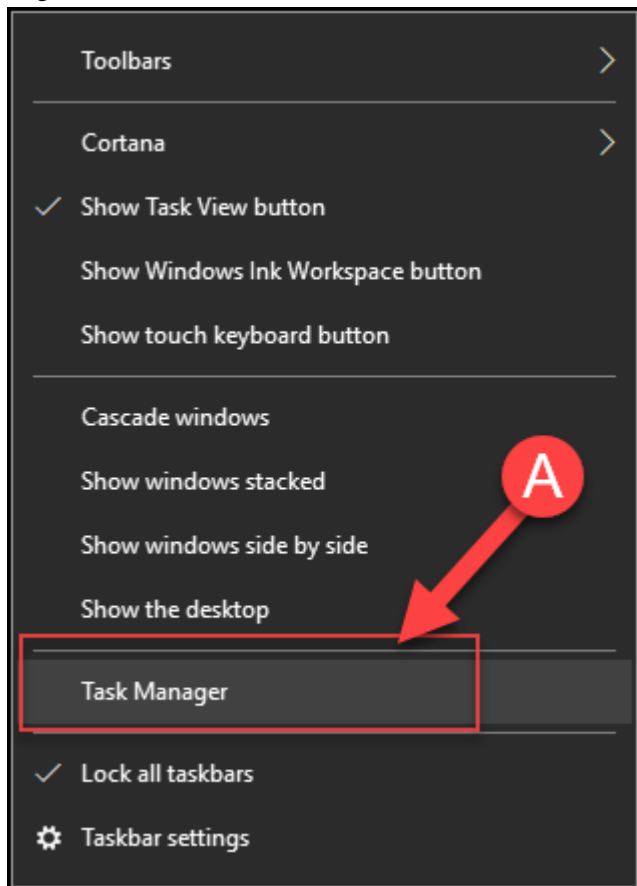 Toolbars
Cortana
Show Task View button
Show Windows Ink Workspace button
Show touch keyboard button
Cascade windows
Show windows stacked
A
Show windows side by side
Show the desktop
Task Manager
Lock all taskbars
Taskbar settings